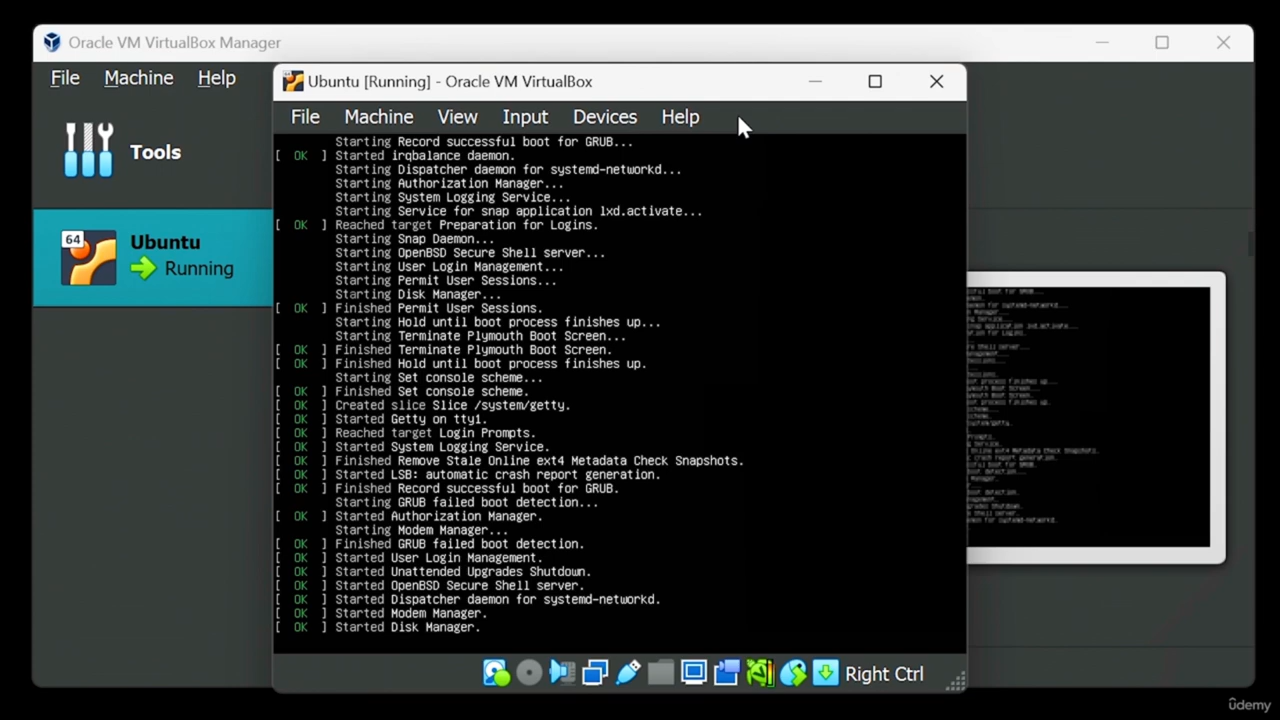 Oracle VM VirtualBox Manager
File Machine Help
Tools
64
Ubuntu
Running
Ubuntu [Running] - Oracle VM VirtualBox
File Machine View Input Devices Help
Starting Record successful boot for GRUB...
[ OK ] Started irqbalance daemon.
Starting Dispatcher daemon for systemd-networkd...
Starting Authorization Manager...
Starting System Logging Service...
Starting Service for snap application lxd.activate...
[ OK ] Reached target Preparation for Logins.
Starting Snap Daemon...
Starting OpenBSD Secure Shell server...
Starting User Login Management...
Starting Permit User Sessions...
Starting Disk Manager...
[ OK ] Finished Permit User Sessions.
Starting Hold until boot process finishes up...
Starting Terminate Plymouth Boot Screen...
[ OK ] Finished Terminate Plymouth Boot Screen.
[ OK ] Finished Hold until boot process finishes up.
Starting Set console scheme...
[ OK ] Finished Set console scheme.
[ OK ] Created slice Slice /system/getty.
[ OK ] Started Getty on tty1.
[ OK ] Reached target Login Prompts.
[ OK ] Started System Logging Service.
[ OK ] Finished Remove Stale Online ext4 Metadata Check Snapshots.
[ OK ] Started LSB: automatic crash report generation.
[ OK ] Finished Record successful boot for GRUB.
Starting GRUB failed boot detection...
[ OK ] Started Authorization Manager.
Starting Modem Manager...
[ OK ] Finished GRUB failed boot detection.
[ OK ] Started User Login Management.
[ OK ] Started Unattended Upgrades Shutdown.
[ OK ] Started OpenBSD Secure Shell server.
[ OK ] Started Dispatcher daemon for systemd-networkd.
[ OK ] Started Modem Manager.
[ OK ] Started Disk Manager.
Right Ctrl
ûdemy